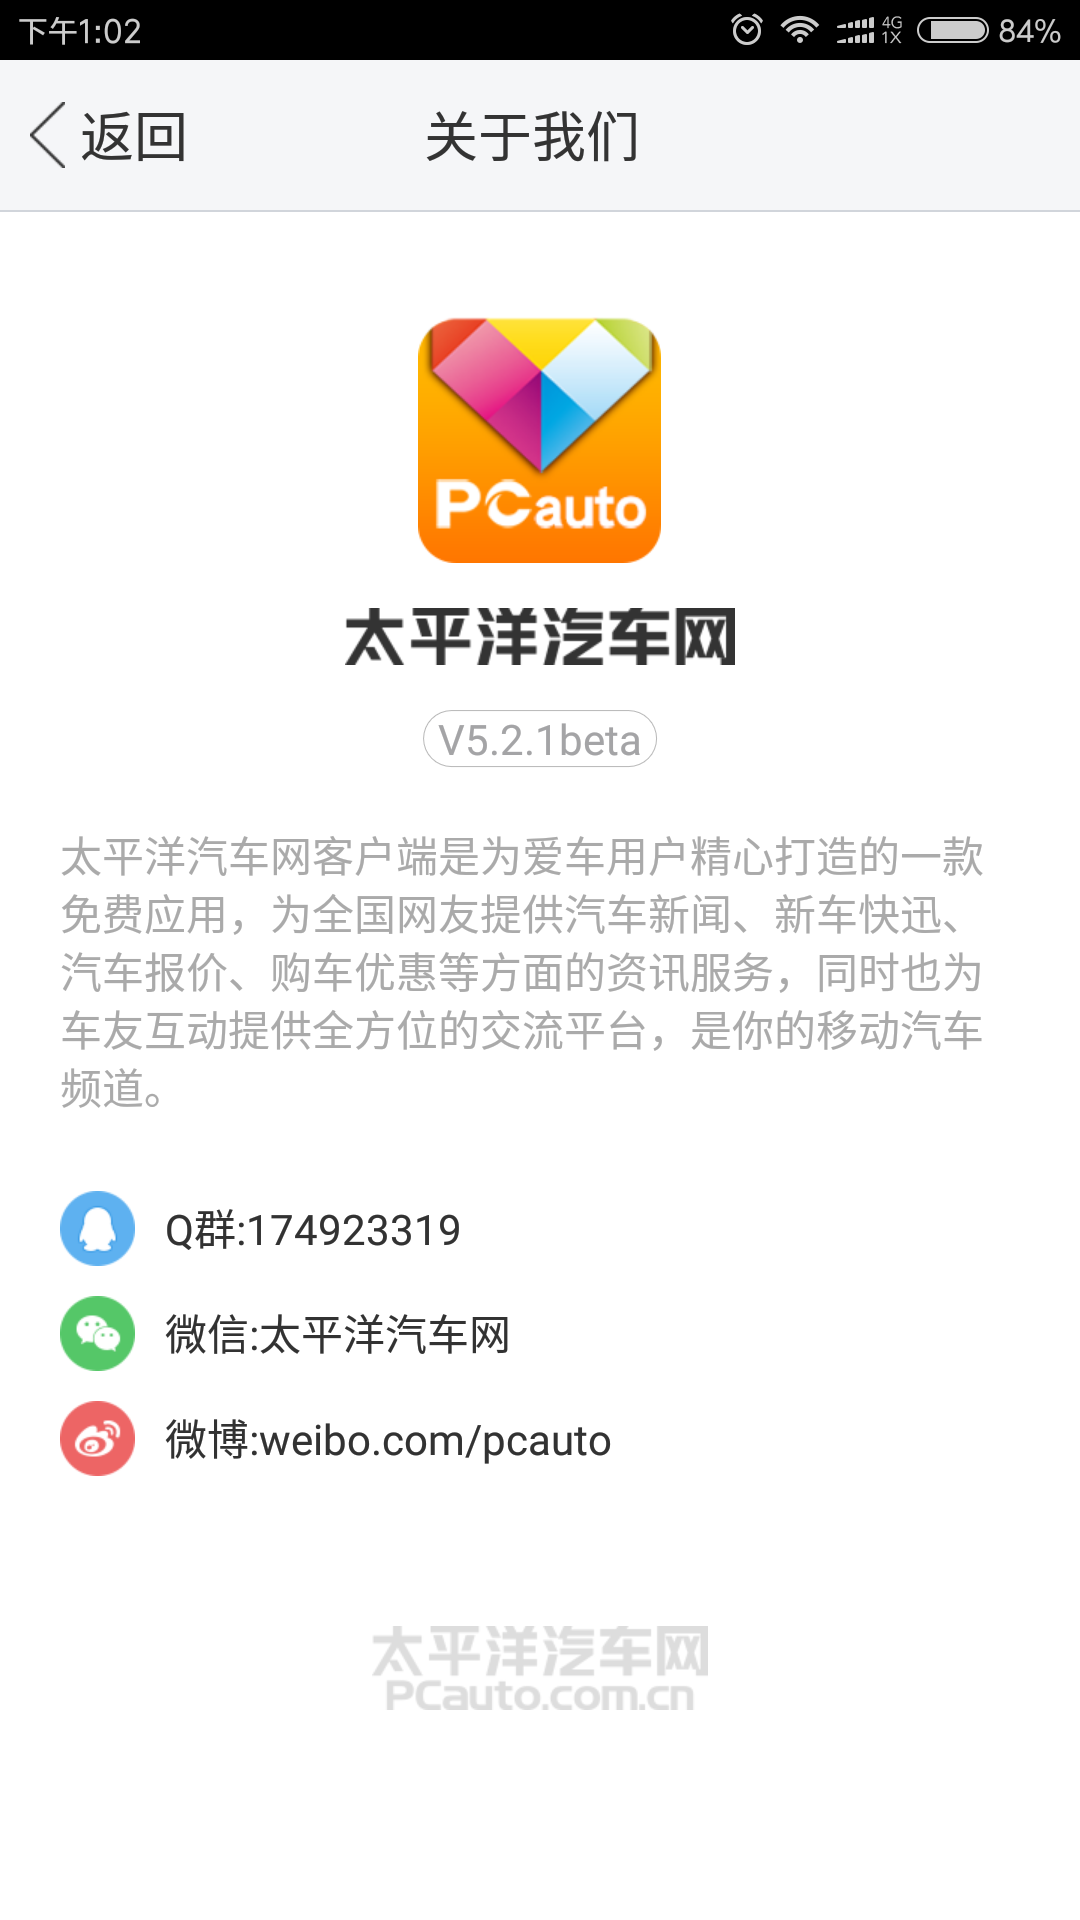 下午1:02
4G
1X
84%
返回
关于我们
PCauto
太平洋汽车网
V5.2.1beta
太平洋汽车网客户端是为爱车用户精心打造的一款
免费应用，为全国网友提供汽车新闻、新车快迅、
汽车报价、购车优惠等方面的资讯服务，同时也为
车友互动提供全方位的交流平台，是你的移动汽车
频道。
Q群:174923319
微信:太平洋汽车网
微博:weibo.com/pcauto
太平洋汽车网
PCauto.com.cn